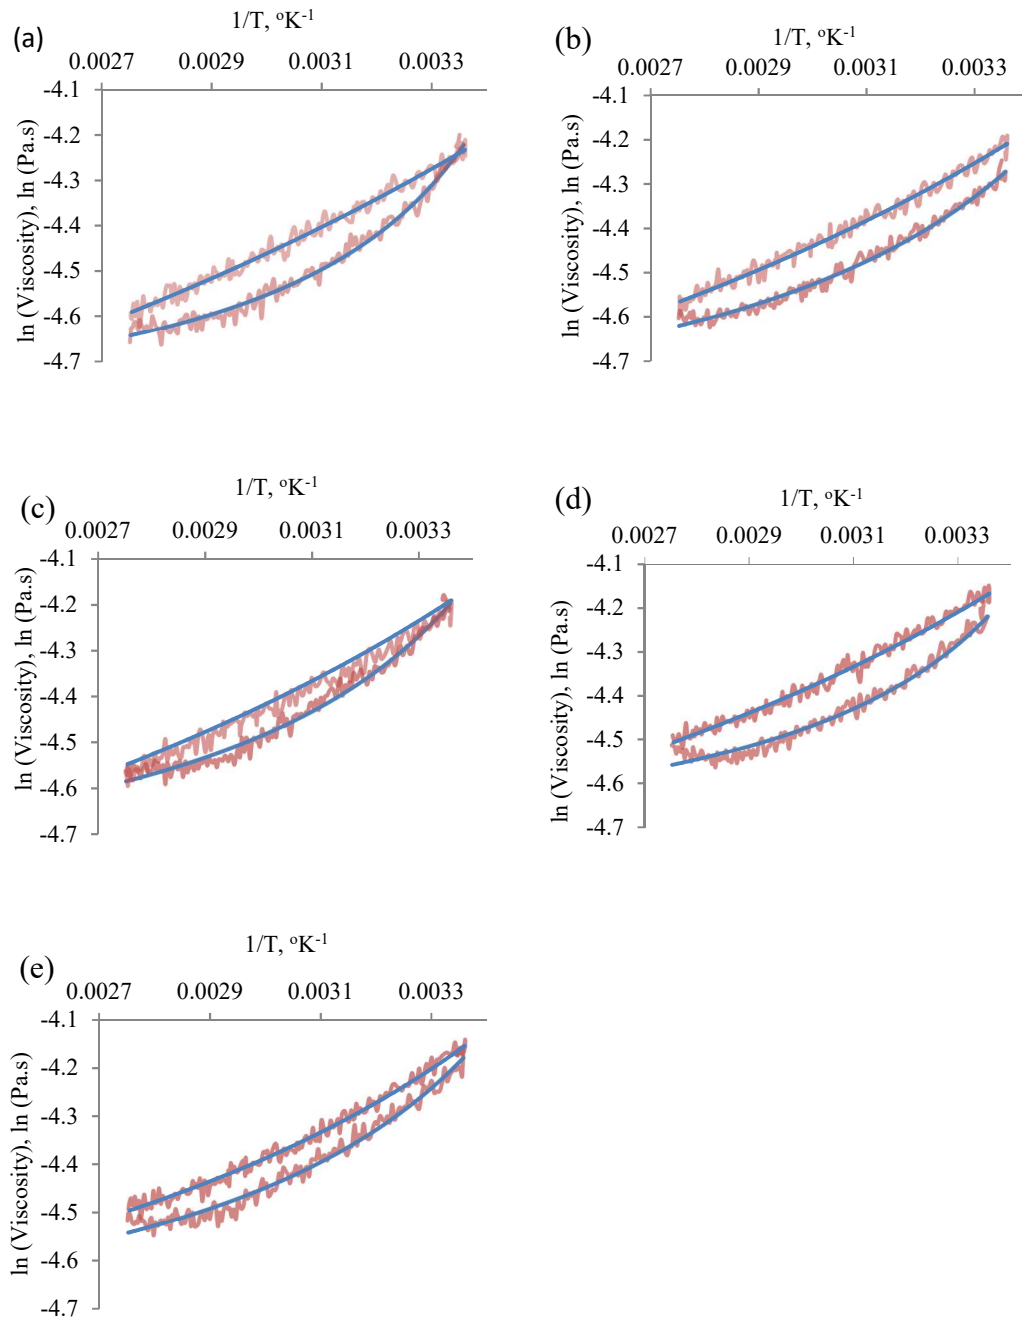 (a)
1/T, ºK-1
0.0027 0.0029 0.0031 0.0033
-4.1
-4.2
-4.3
-4.4
-4.5
-4.6
-4.7
ln (Viscosity), ln (Pa.s)
(b)
1/T, ºK-1
0.0027 0.0029 0.0031 0.0033
-4.1
-4.2
-4.3
-4.4
-4.5
-4.6
-4.7
ln (Viscosity), ln (Pa.s)
(c)
1/T, ºK-1
0.0027 0.0029 0.0031 0.0033
-4.1
-4.2
-4.3
-4.4
-4.5
-4.6
-4.7
ln (Viscosity), ln (Pa.s)
(d)
1/T, ºK-1
0.0027 0.0029 0.0031 0.0033
-4.1
-4.2
-4.3
-4.4
-4.5
-4.6
-4.7
ln (Viscosity), ln (Pa.s)
(e)
1/T, ºK-1
0.0027 0.0029 0.0031 0.0033
-4.1
-4.2
-4.3
-4.4
-4.5
-4.6
-4.7
ln (Viscosity), ln (Pa.s)